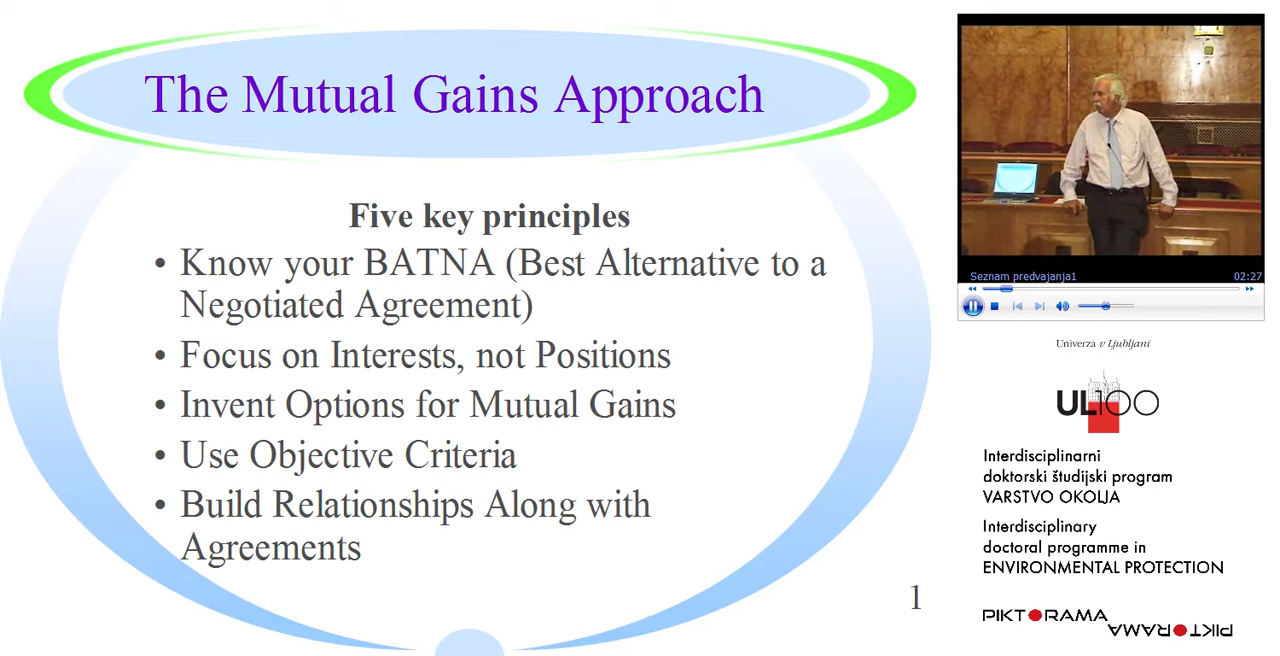 The Mutual Gains Approach
Five key principles
• Know your BATNA (Best Alternative to a
Negotiated Agreement)
• Focus on Interests, not Positions
• Invent Options for Mutual Gains
• Use Objective Criteria
• Build Relationships Along with
Agreements
1
Seznam predvajanja1
02:27
Univerza v Ljubljani
UL100
Interdisciplinarni
doktorski študijski program
VARSTVO OKOLJA
Interdisciplinary
doctoral programme in
ENVIRONMENTAL PROTECTION
PIKTORAMA
PIKTORAMA